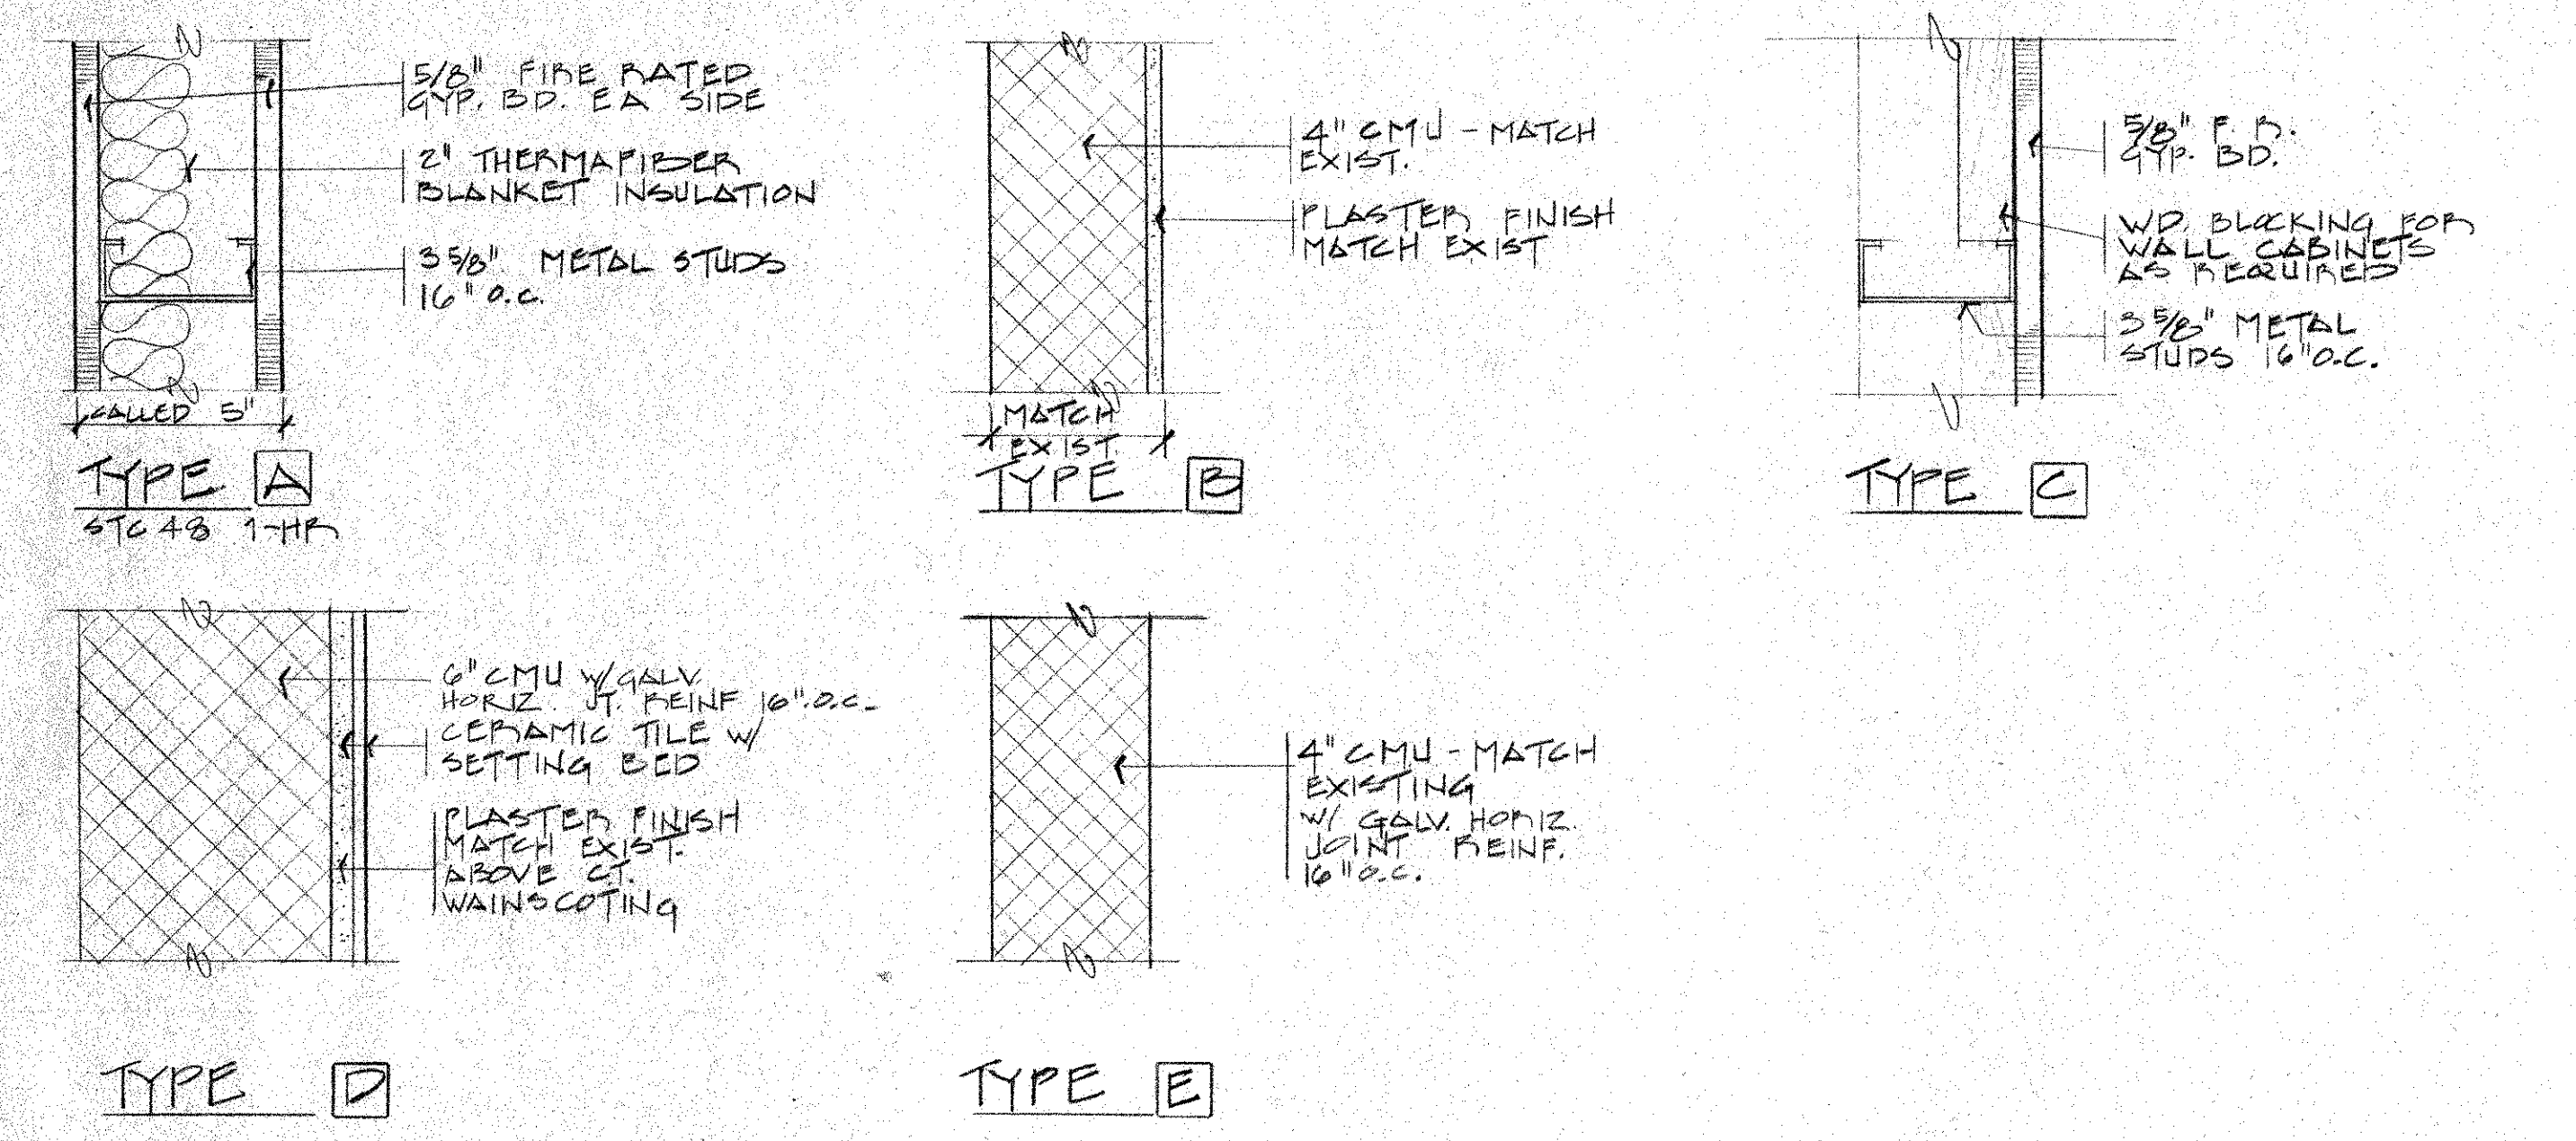 5/8" FIRE RATED
GYP. BD. EA SIDE
2" THERMAFIBER
BLANKET INSULATION
3 5/8" METAL STUDS
16" O.C.
CALLED 5"
TYPE A
STC 48 1-HR
4" CMU - MATCH
EXIST.
PLASTER FINISH
MATCH EXIST
MATCH
EXIST
TYPE B
5/8" F.R.
GYP. BD.
WD. BLOCKING FOR
WALL CABINETS
AS REQUIRED
3 5/8" METAL
STUDS 16" O.C.
TYPE C
6" CMU W/GALV.
HORIZ. JT. REINF 16" O.C.
CERAMIC TILE W/
SETTING BED
PLASTER FINISH
MATCH EXIST.
ABOVE CT.
WAINSCOTING
TYPE D
4" CMU - MATCH
EXISTING
W/ GALV. HORIZ.
JOINT REINF.
16" O.C.
TYPE E